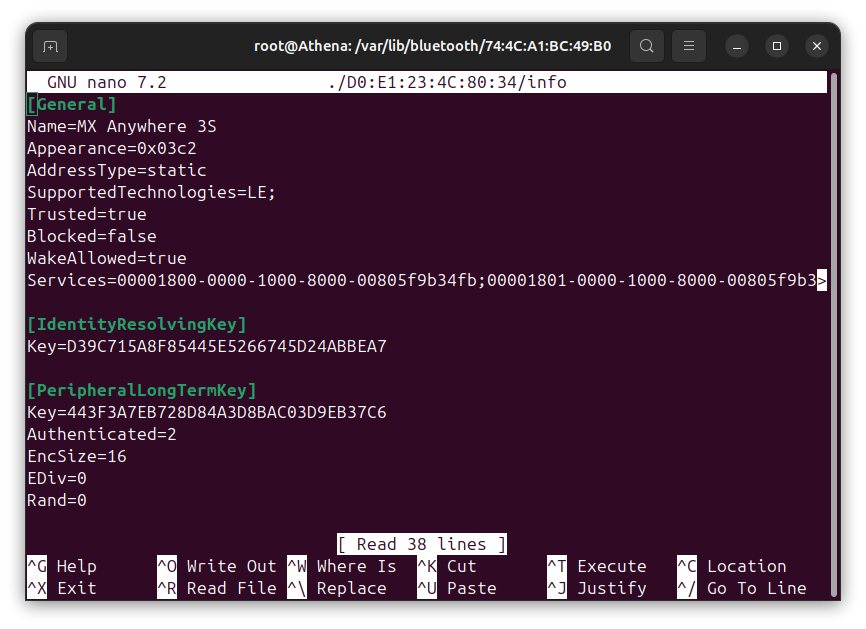 root@Athena: /var/lib/bluetooth/74:4C:A1:BC:49:B0
GNU nano 7.2 ./D0:E1:23:4C:80:34/info
[General]
Name=MX Anywhere 3S
Appearance=0x03c2
AddressType=static
SupportedTechnologies=LE;
Trusted=true
Blocked=false
WakeAllowed=true
Services=00001800-0000-1000-8000-00805f9b34fb;00001801-0000-1000-8000-00805f9b3>
[IdentityResolvingKey]
Key=D39C715A8F85445E5266745D24ABBEA7
[PeripheralLongTermKey]
Key=443F3A7EB728D84A3D8BAC03D9EB37C6
Authenticated=2
EncSize=16
EDiv=0
Rand=0
[ Read 38 lines ]
^G Help ^O Write Out ^W Where Is ^K Cut ^T Execute ^C Location
^X Exit ^R Read File ^\ Replace ^U Paste ^J Justify ^/ Go To Line